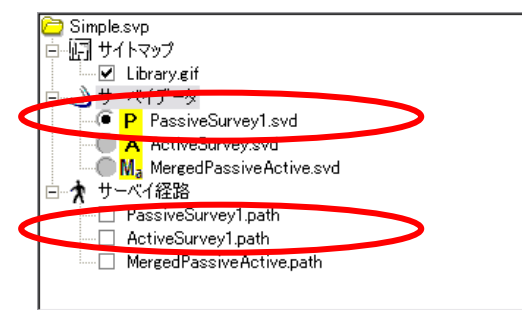 Simple.svp
サイトマップ
Library.gif
サーベイデータ
P PassiveSurvey1.svd
A ActiveSurvey.svd
Ma MergedPassiveActive.svd
サーベイ経路
PassiveSurvey1.path
ActiveSurvey1.path
MergedPassiveActive.path